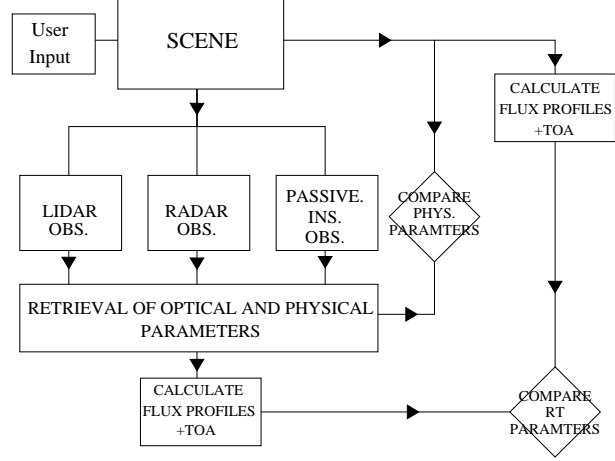 User
Input
SCENE
CALCULATE
FLUX PROFILES
+TOA
LIDAR
OBS.
RADAR
OBS.
PASSIVE.
INS.
OBS.
COMPARE
PHYS.
PARAMTERS
RETRIEVAL OF OPTICAL AND PHYSICAL
PARAMETERS
CALCULATE
FLUX PROFILES
+TOA
COMPARE
RT
PARAMTERS